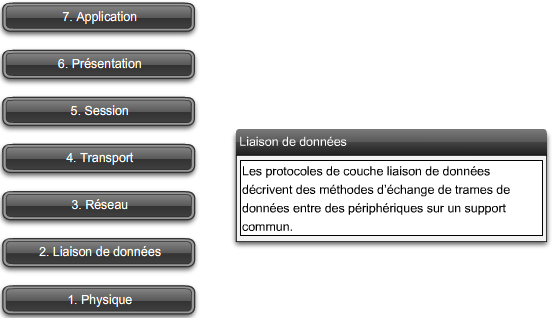 7. Application
6. Présentation
5. Session
4. Transport
3. Réseau
2. Liaison de données
1. Physique
Liaison de données
Les protocoles de couche liaison de données
décrivent des méthodes d'échange de trames de
données entre des périphériques sur un support
commun.